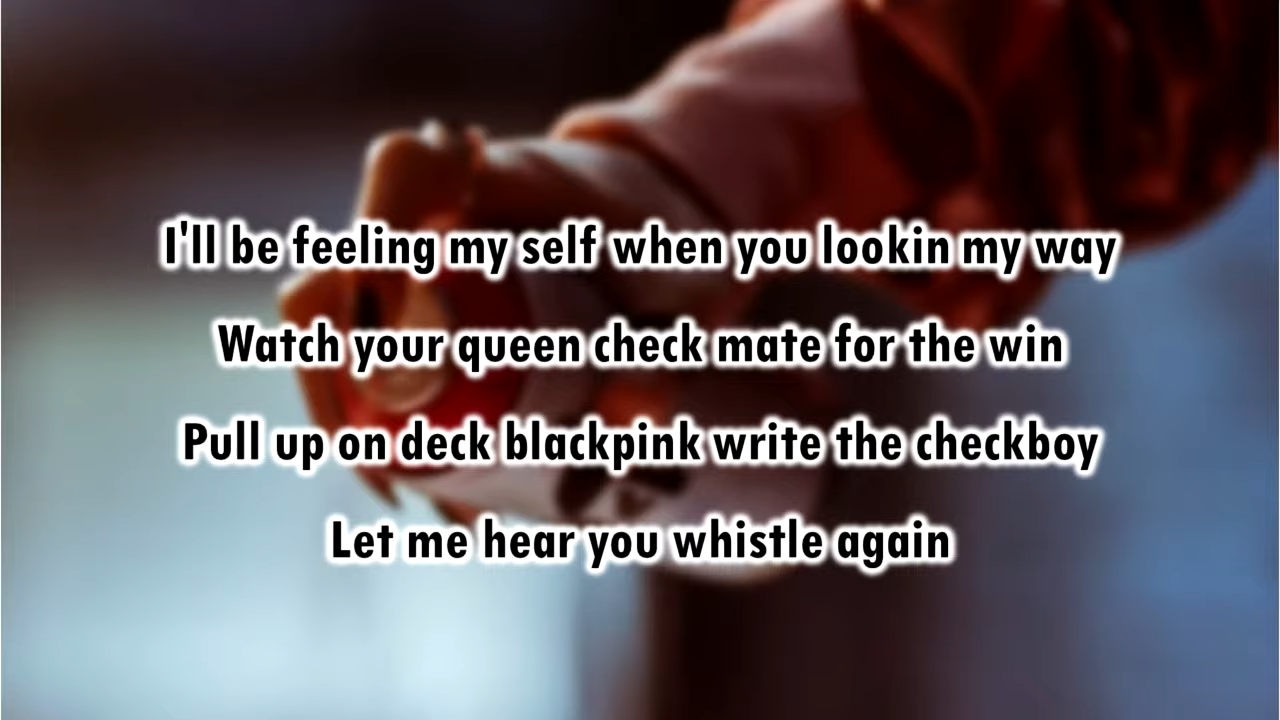 I'll be feeling my self when you lookin my way
Watch your queen check mate for the win
Pull up on deck blackpink write the checkboy
Let me hear you whistle again